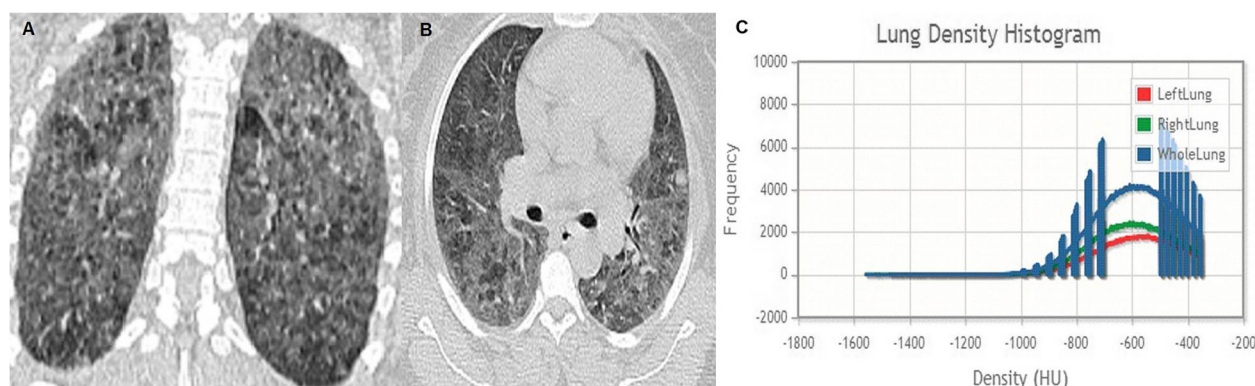 A
B
C
Lung Density Histogram
10000
8000
6000
4000
2000
0
-2000
Frequency
LeftLung
RightLung
WholeLung
-1800
-1600
-1400
-1200
-1000
-800
-600
-400
-200
Density (HU)